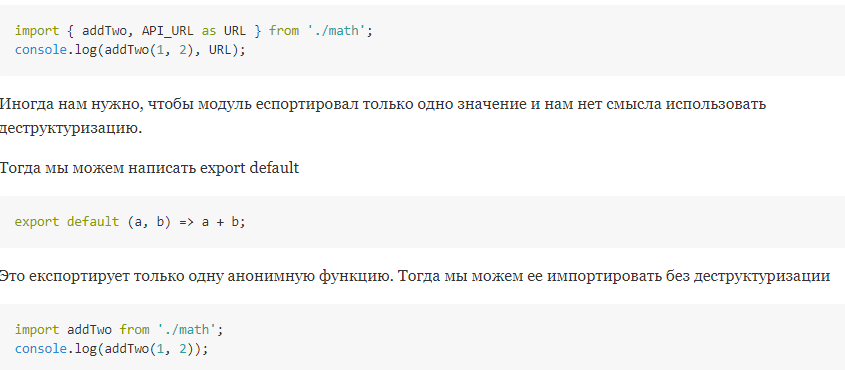 import { addTwo, API_URL as URL } from './math';
console.log(addTwo(1, 2), URL);
Иногда нам нужно, чтобы модуль еспортировал только одно значение и нам нет смысла использовать
деструктуризацию.
Тогда мы можем написать export default
export default (a, b) => a + b;
Это експортирует только одну анонимную функцию. Тогда мы можем ее импортировать без деструктуризации
import addTwo from './math';
console.log(addTwo(1, 2));